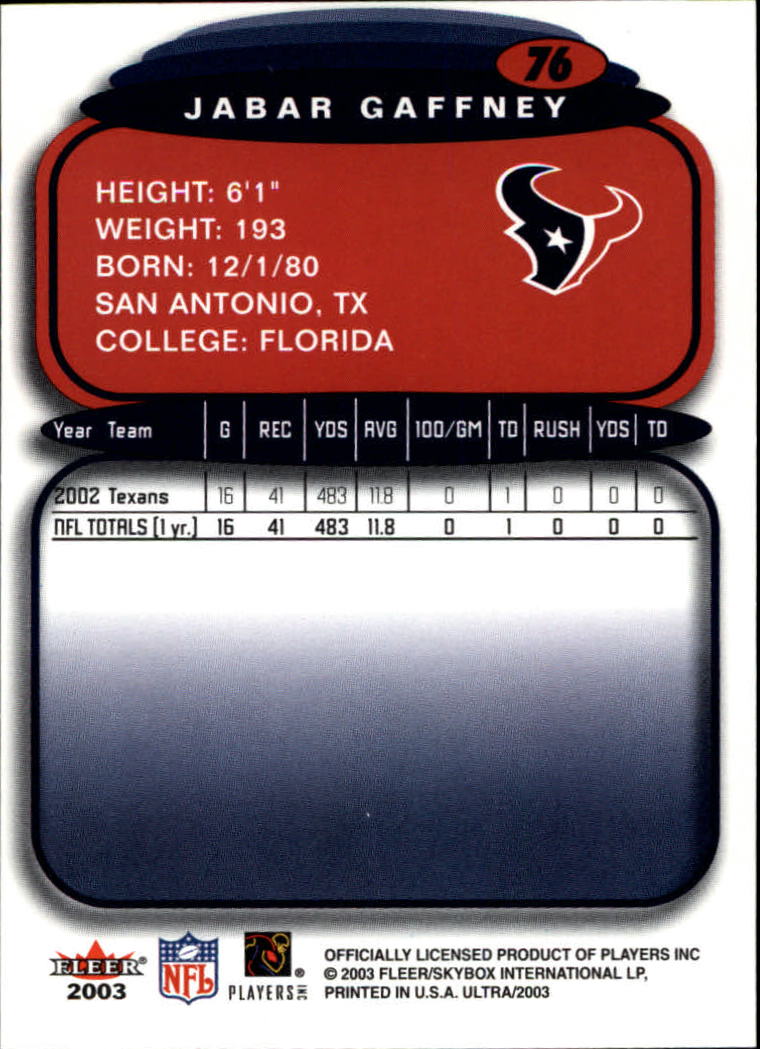 76
JABAR GAFFNEY
HEIGHT: 6'1"
WEIGHT: 193
BORN: 12/1/80
SAN ANTONIO, TX
COLLEGE: FLORIDA
Year Team G REC YDS AVG 100/GM TD RUSH YDS TD
2002 Texans 16 41 483 11.8 0 1 0 0 0
NFL TOTALS [1 yr.] 16 41 483 11.8 0 1 0 0 0
FLEER®
2003
NFL
PLAYERS INC
®
OFFICIALLY LICENSED PRODUCT OF PLAYERS INC
© 2003 FLEER/SKYBOX INTERNATIONAL LP,
PRINTED IN U.S.A. ULTRA/2003